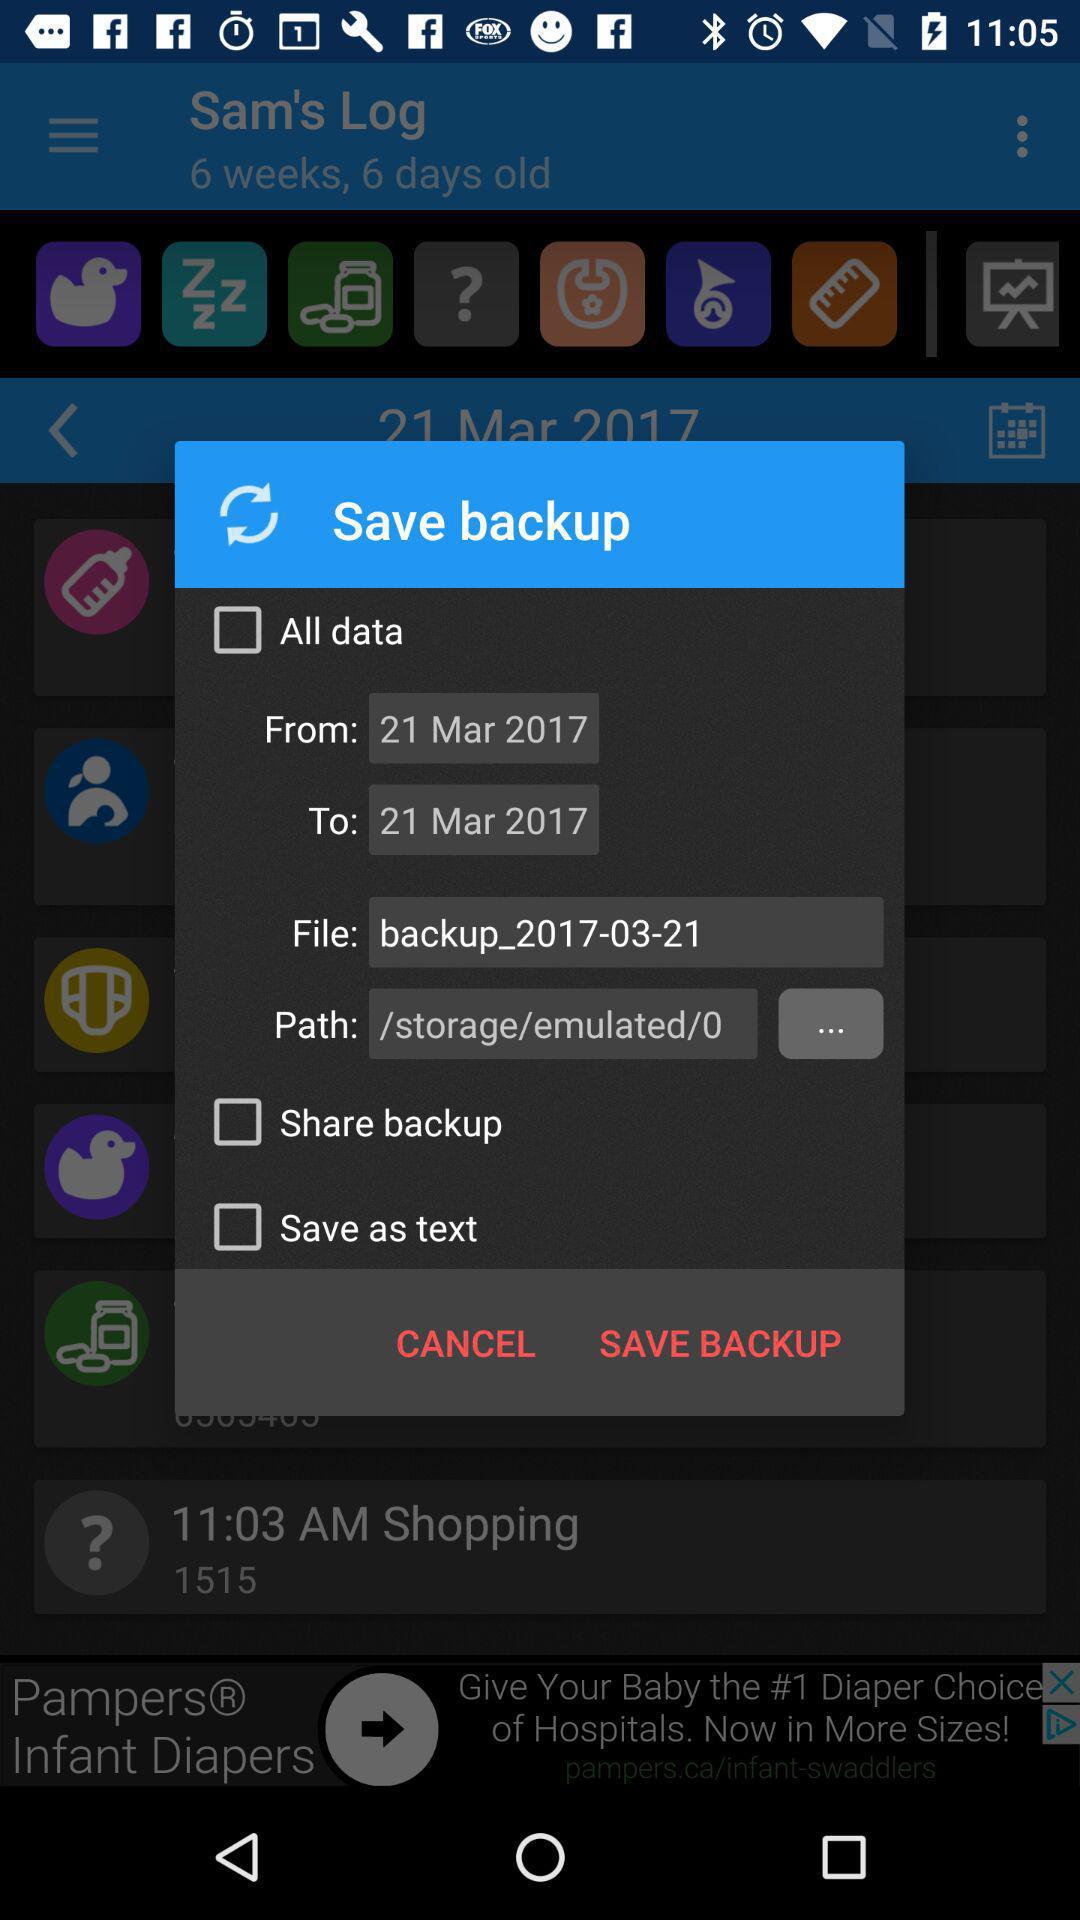 11:05
Sam's Log
6 weeks, 6 days old
21 Mar 2017
Save backup
All data
From: 21 Mar 2017
To: 21 Mar 2017
File: backup_2017-03-21
Path: /storage/emulated/0 ...
Share backup
Save as text
CANCEL SAVE BACKUP
11:03 AM Shopping
1515
Pampers®
Infant Diapers
Give Your Baby the #1 Diaper Choice
of Hospitals. Now in More Sizes!
pampers.ca/infant-swaddlers